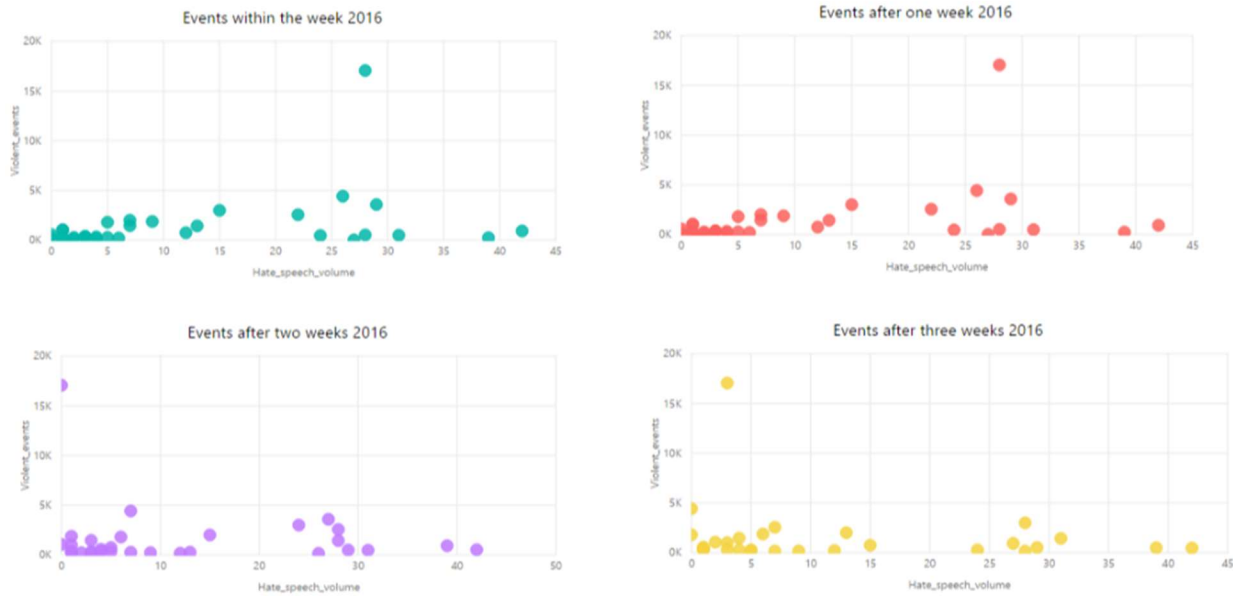 Events within the week 2016
20K
15K
10K
5K
0K
Violent_events
0 5 10 15 20 25 30 35 40 45
Hate_speech_volume
Events after one week 2016
20K
15K
10K
5K
0K
Violent_events
0 5 10 15 20 25 30 35 40 45
Hate_speech_volume
Events after two weeks 2016
20K
15K
10K
5K
0K
Violent_events
0 10 20 30 40 50
Hate_speech_volume
Events after three weeks 2016
20K
15K
10K
5K
0K
Violent_events
0 5 10 15 20 25 30 35 40 45
Hate_speech_volume